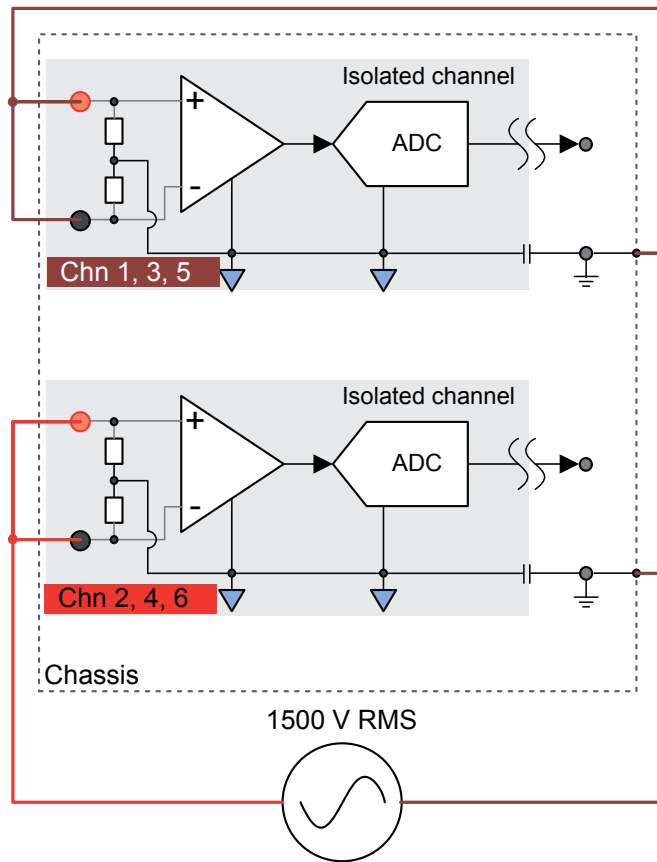 Isolated channel
+
ADC
-
Chn 1, 3, 5
Isolated channel
+
ADC
-
Chn 2, 4, 6
Chassis
1500 V RMS